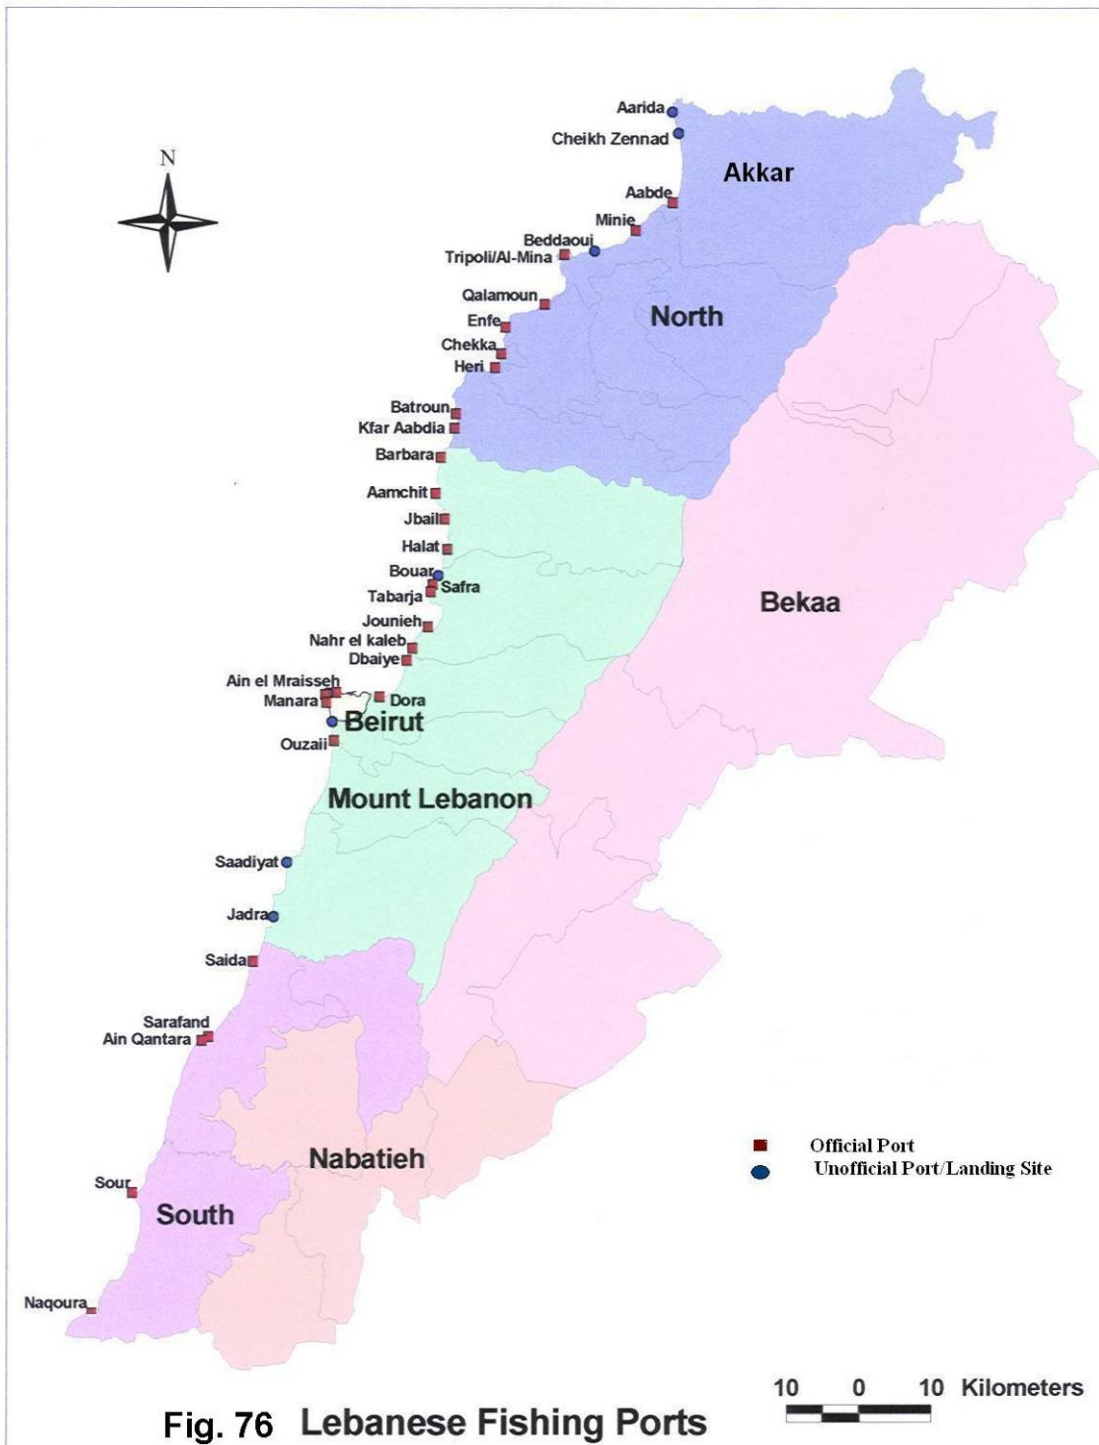 Aarida
Cheikh Zennad
N
Akkar
Aabde
Minie
Beddaoui
Tripoli/Al-Mina
Qalamoun
North
Enfe
Chekka
Heri
Batroun
Kfar Aabdia
Barbara
Aamchit
Jbail
Halat
Bouar
Safra
Tabarja
Bekaa
Jounieh
Nahr el kaleb
Dbaiye
Ain el Mraisseh
Manara
Dora
Beirut
Ouzaii
Mount Lebanon
Saadiyat
Jadra
Saida
Sarafand
Ain Qantara
Official Port
Nabatieh
Unofficial Port/Landing Site
Sour
South
Naqoura
10 0 10 Kilometers
Fig. 76 Lebanese Fishing Ports